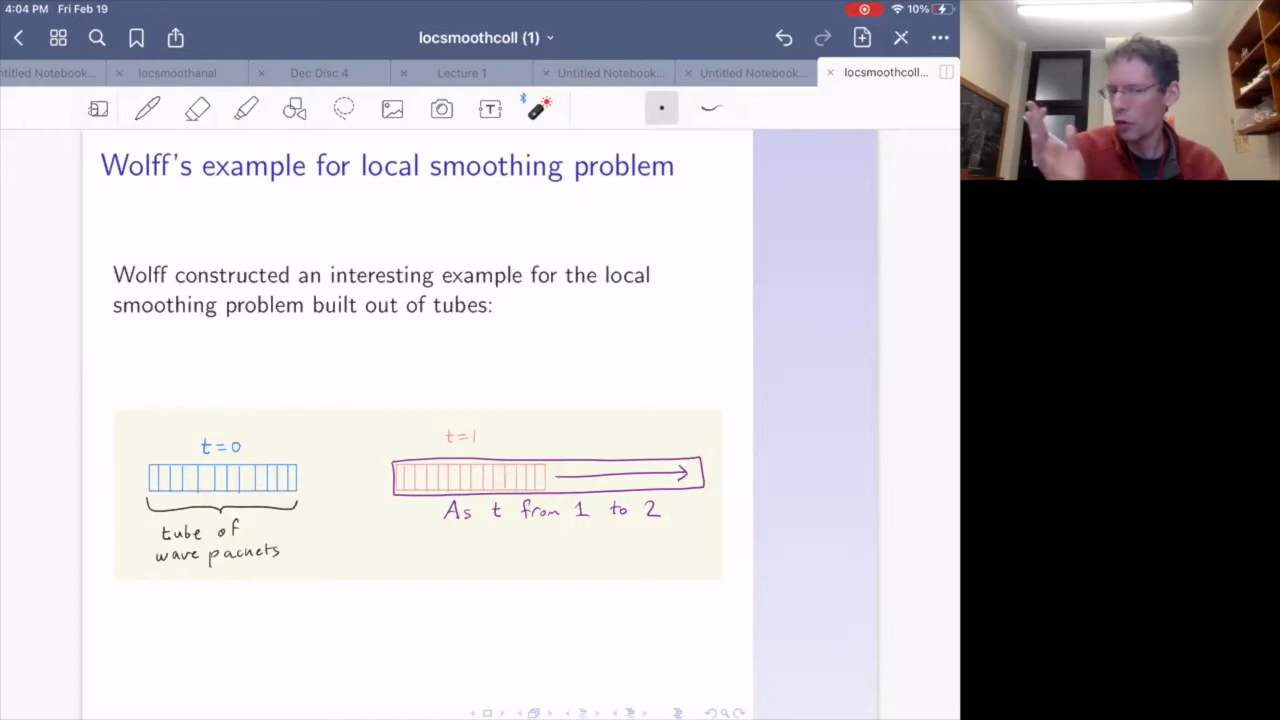 4:04 PM Fri Feb 19
10%
locsmoothcoll (1)
ntitled Notebook...
locsmoothanal
Dec Disc 4
Lecture 1
Untitled Notebook...
Untitled Notebook...
locsmoothcoll...
T
Wolff's example for local smoothing problem
Wolff constructed an interesting example for the local
smoothing problem built out of tubes:
t=0
t=1
As t from 1 to 2
tube of
wave packets